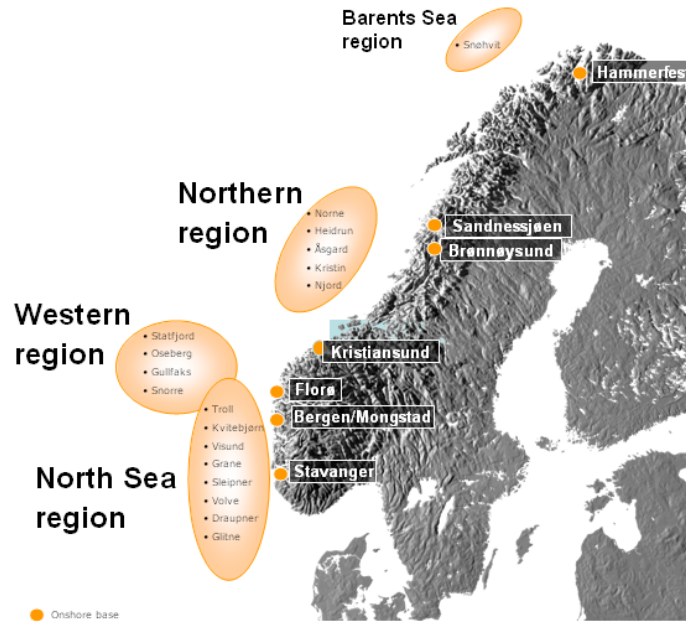 Barents Sea
region
• Snøhvit
Hammerfest
Northern
region
• Norne
• Heidrun
• Åsgard
• Kristin
• Njord
Sandnessjøen
Brønnøysund
Western
region
• Statfjord
• Oseberg
• Gullfaks
• Snorre
Kristiansund
Florø
Bergen/Mongstad
Stavanger
North Sea
region
• Troll
• Kvitebjørn
• Visund
• Grane
• Sleipner
• Volve
• Draupner
• Glitne
Onshore base